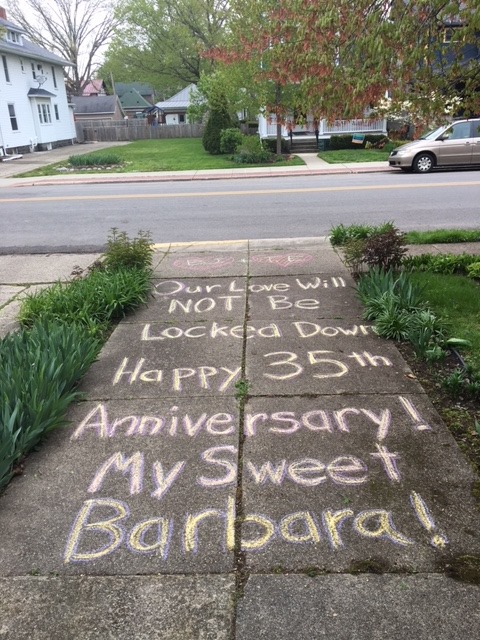 Our Love Will
NOT Be
Locked Down
Happy 35th
Anniversary!
My Sweet
Barbara!